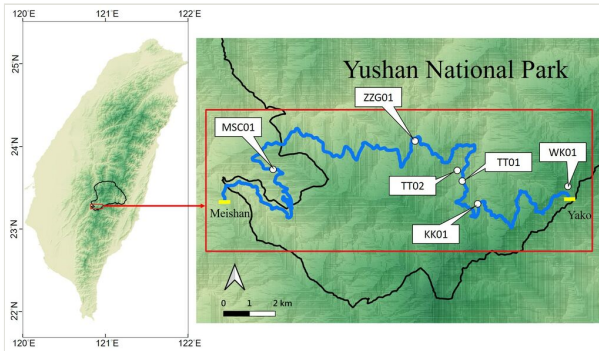 120°E 121°E 122°E
25°N
24°N
23°N
22°N
120°E 121°E 122°E
Yushan National Park
ZZG01
MSC01
TT01
WK01
TT02
KK01
Meishan
Yako
0 1 2 km